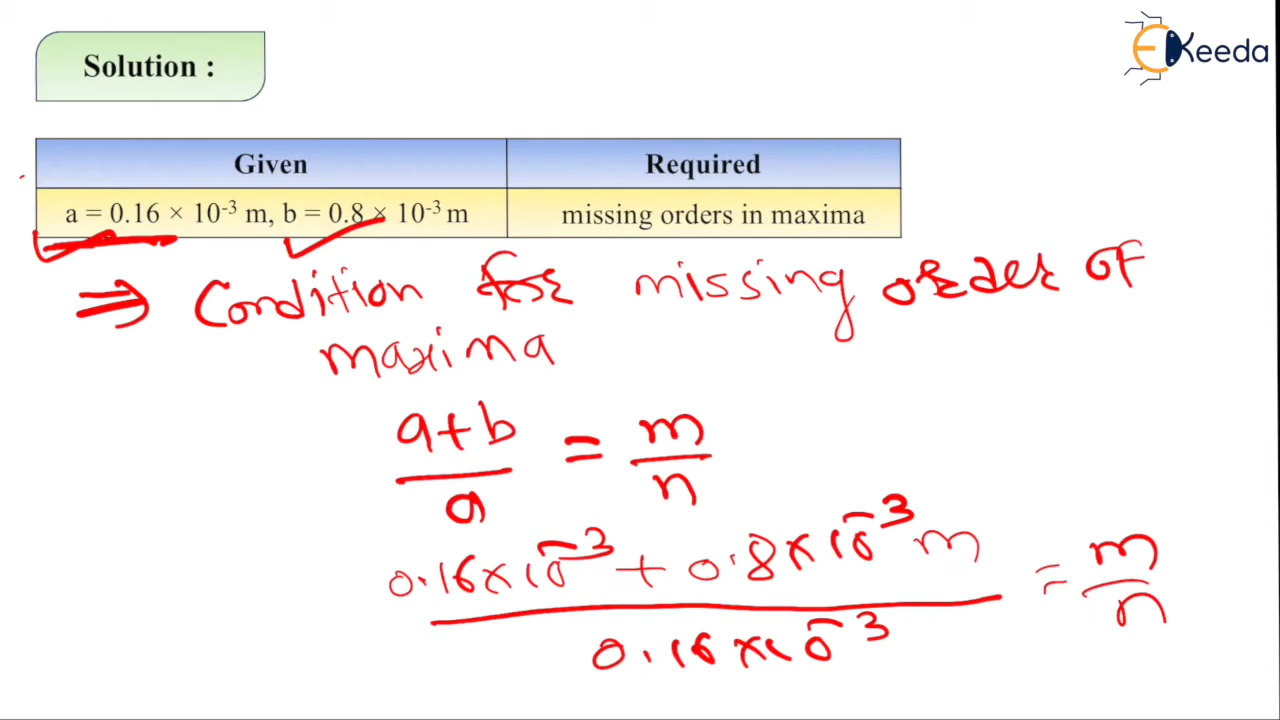 EKeeda
Solution :
Given Required
a = 0.16 × 10⁻³ m, b = 0.8 × 10⁻³ m missing orders in maxima
⇒ Condition for missing order of
maxima
a+b / a = m / n
0.16×10⁻³ + 0.8×10⁻³ m / 0.16×10⁻³ = m / n